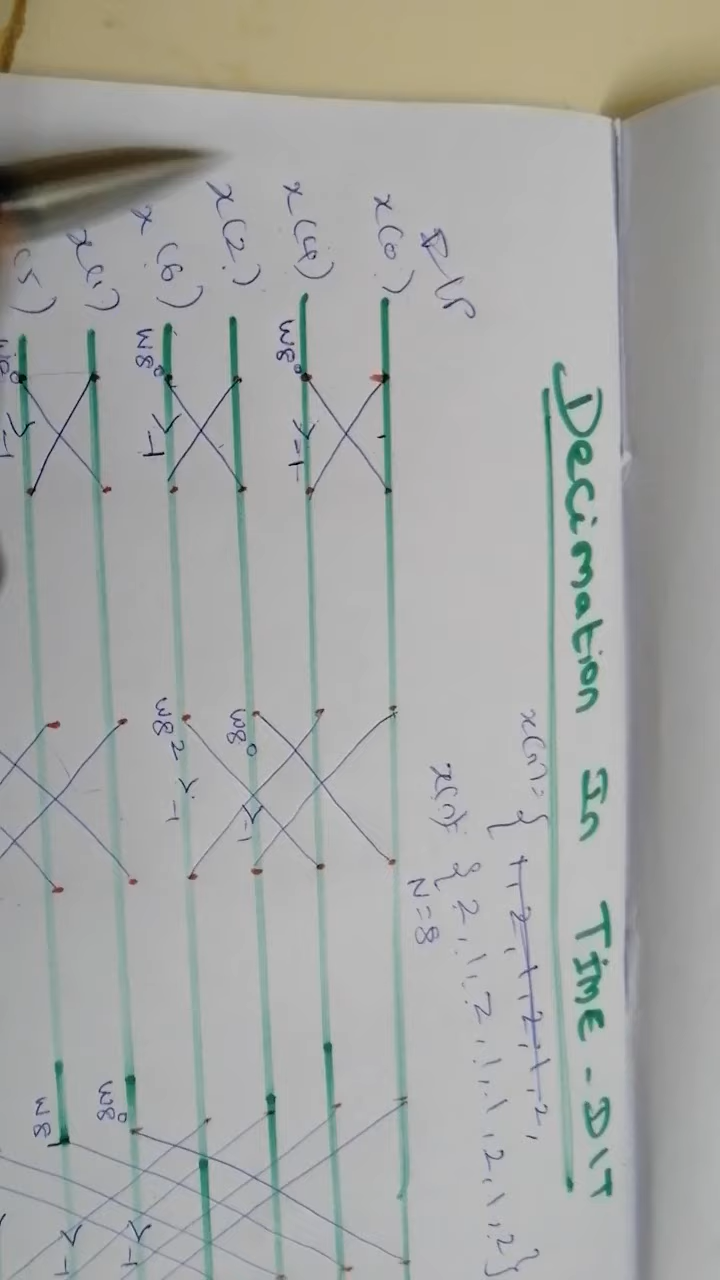 Decimation In TIME - DIT
x(n) = { 1, 2, 1, 2, 1, 2,
x(n) = { 2, 1, 2, 1, 1, 2, 1, 2 }
N = 8
I/P
x(0)
x(4)
W8⁰ -1
x(2)
W8⁰ -1
x(6)
W8⁰ -1 W8² -1
x(1)
W8⁰ -1
(5)
W8⁰ -1 W8 -1